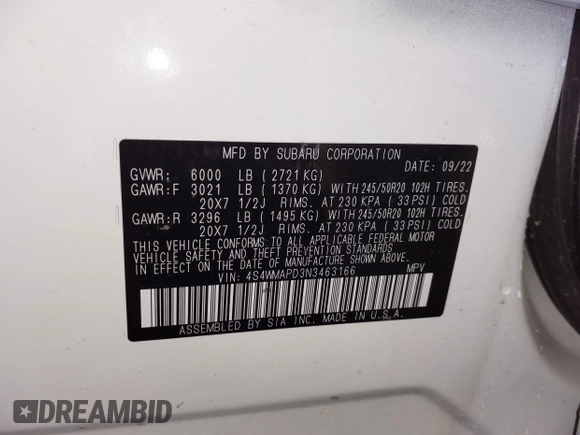 MFD BY SUBARU CORPORATION
DATE: 09/22
GVWR: 6000 LB ( 2721 KG)
GAWR:F 3021 LB ( 1370 KG) WITH 245/50R20 102H TIRES.
20X7 1/2J RIMS. AT 230 KPA ( 33 PSI) COLD
GAWR:R 3296 LB ( 1495 KG) WITH 245/50R20 102H TIRES.
20X7 1/2J RIMS. AT 230 KPA ( 33 PSI) COLD
THIS VEHICLE CONFORMS TO ALL APPLICABLE FEDERAL MOTOR
VEHICLE SAFETY AND THEFT PREVENTION STANDARDS
IN EFFECT ON THE DATE OF MANUFACTURE SHOWN ABOVE.
VIN: 4S4WMAPD3N3463166 MPV
ASSEMBLED BY SIA INC. MADE IN U.S.A.
DREAMBID